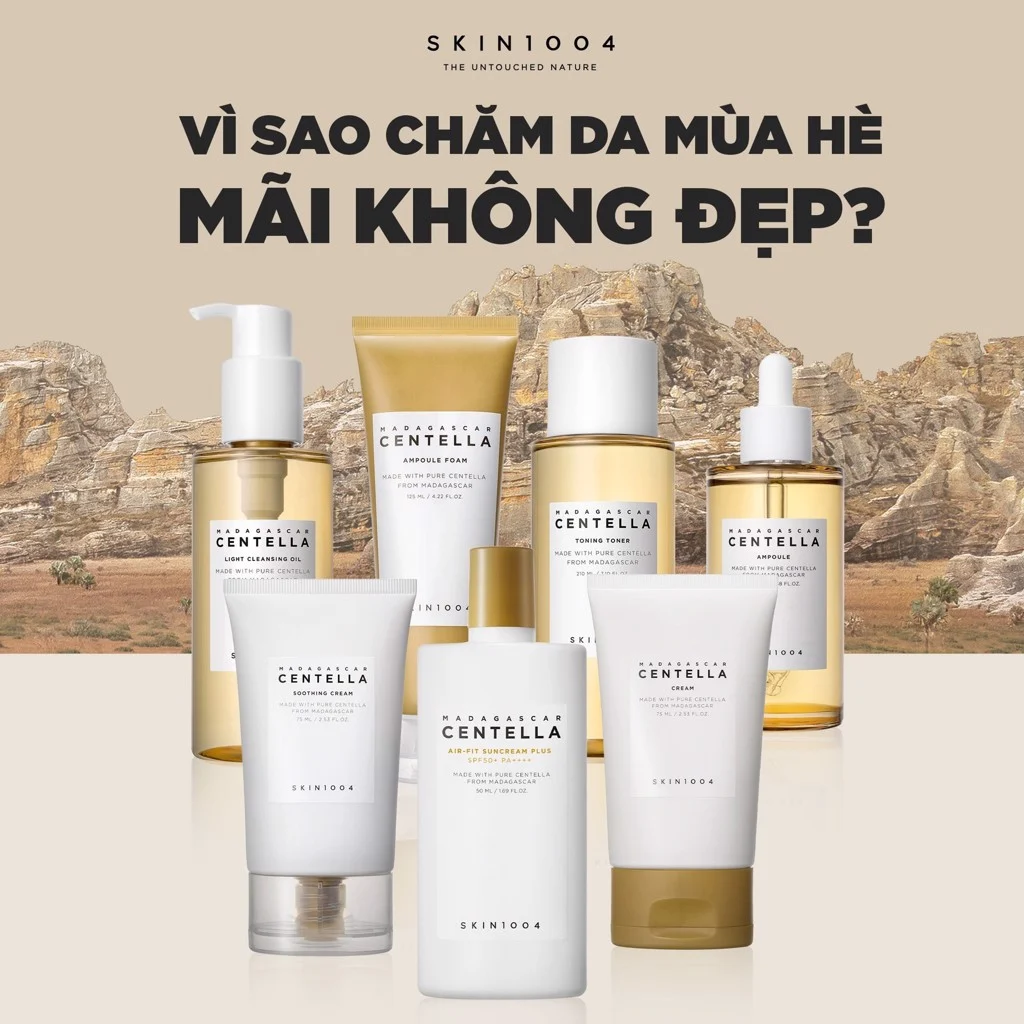 SKIN1004
THE UNTOUCHED NATURE
VÌ SAO CHĂM DA MÙA HÈ
MÃI KHÔNG ĐẸP?
MADAGASCAR
CENTELLA
LIGHT CLEANSING OIL
MADE WITH PURE CENTELLA
MADAGASCAR
CENTELLA
AMPOULE FOAM
MADE WITH PURE CENTELLA
FROM MADAGASCAR
125 ML / 4.22 FL.OZ.
MADAGASCAR
CENTELLA
TONING TONER
MADE WITH PURE CENTELLA
FROM MADAGASCAR
MADAGASCAR
CENTELLA
AMPOULE
MADE WITH PURE CENTELLA
FROM MADAGASCAR
MADAGASCAR
CENTELLA
SOOTHING CREAM
MADE WITH PURE CENTELLA
FROM MADAGASCAR
75 ML / 2.53 FL.OZ.
SKIN1004
MADAGASCAR
CENTELLA
AIR-FIT SUNCREAM PLUS
SPF50+ PA++++
MADE WITH PURE CENTELLA
FROM MADAGASCAR
50 ML / 1.69 FL.OZ.
SKIN1004
MADAGASCAR
CENTELLA
CREAM
MADE WITH PURE CENTELLA
FROM MADAGASCAR
75 ML / 2.53 FL.OZ.
SKIN1004